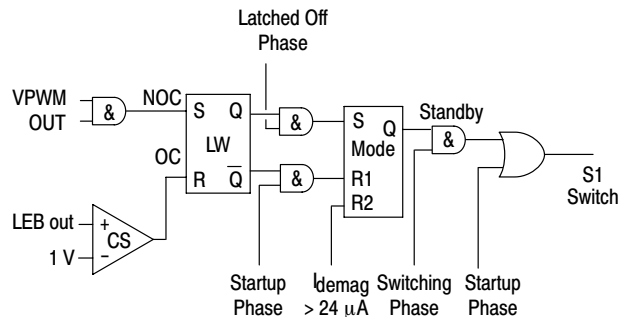 Latched Off
Phase
VPWM
OUT
&
NOC
S
Q
LW
OC
R
Q
&
&
S
Q
Mode
R1
R2
Standby
&
S1
Switch
LEB out
+
CS
1 V
−
Startup
Phase
Idemag
> 24 μA
Switching
Phase
Startup
Phase